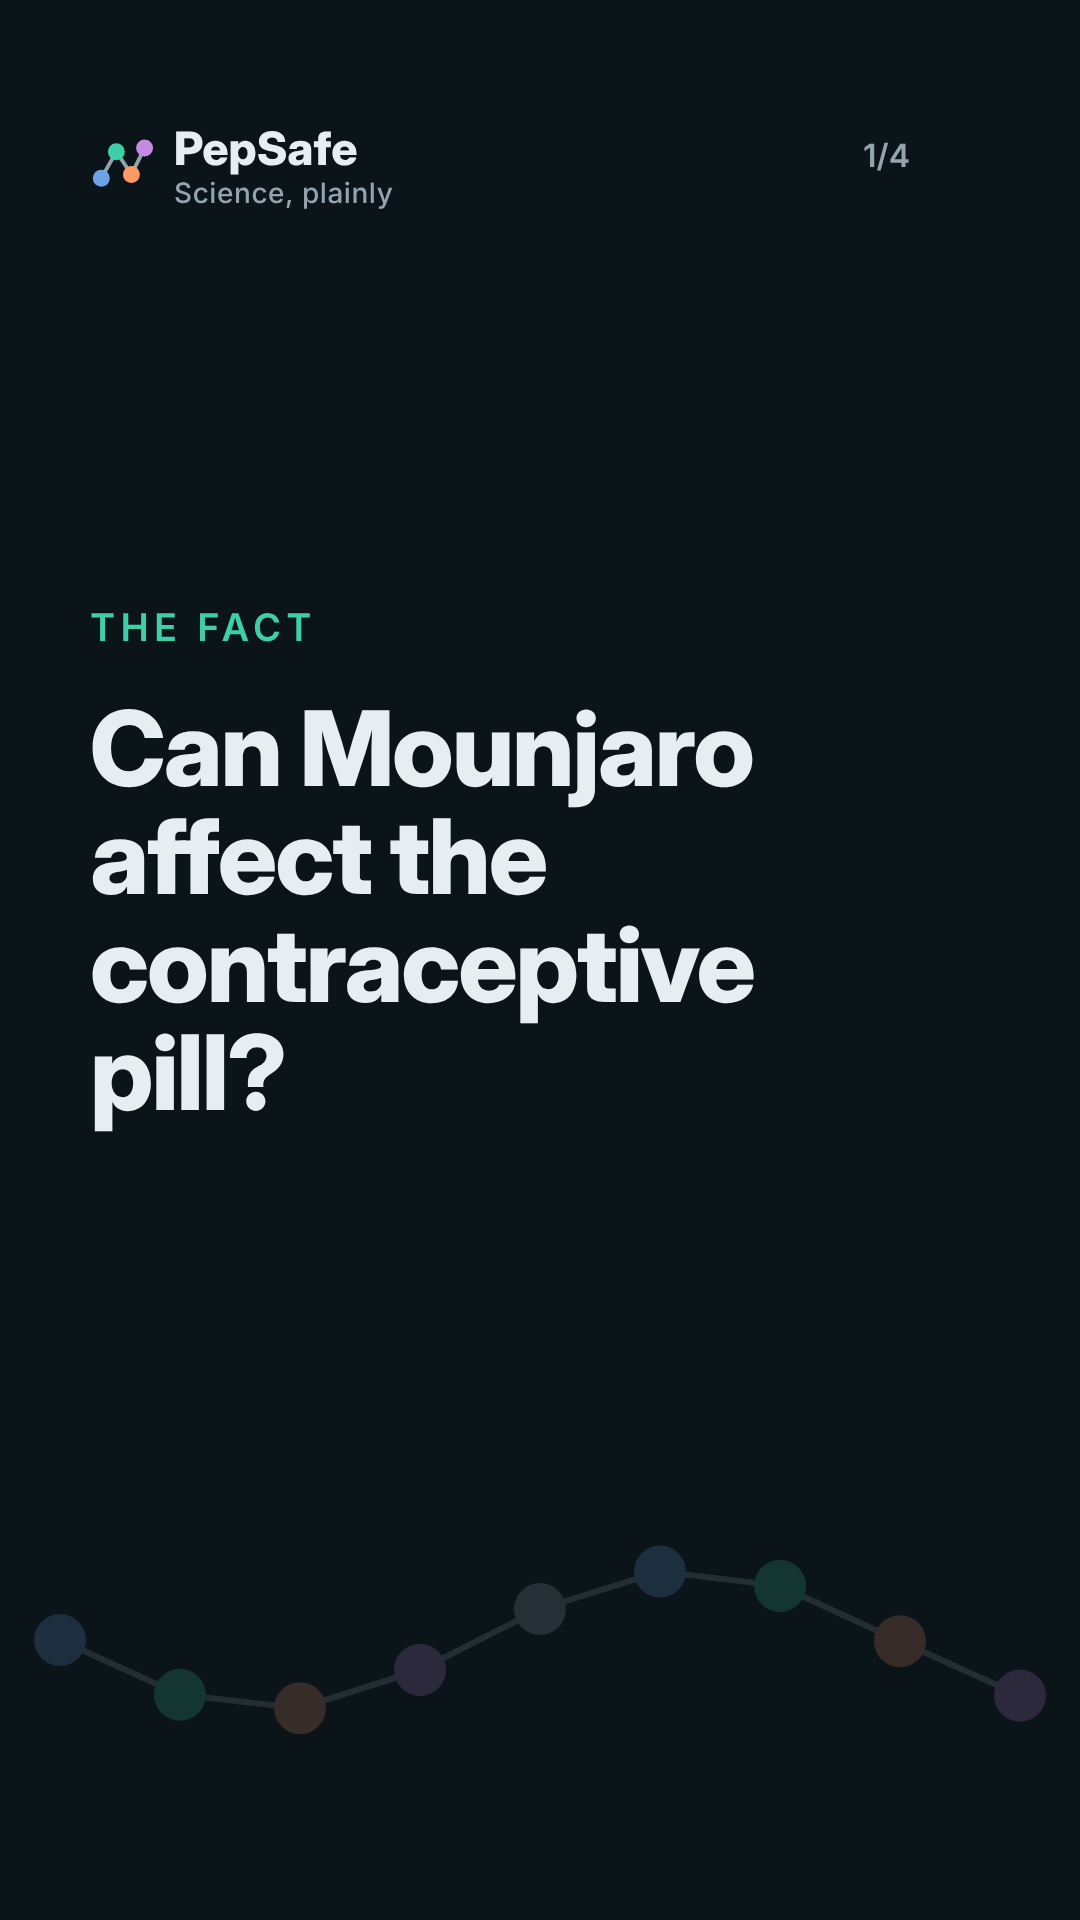 PepSafe
Science, plainly
1/4
THE FACT
Can Mounjaro
affect the
contraceptive
pill?